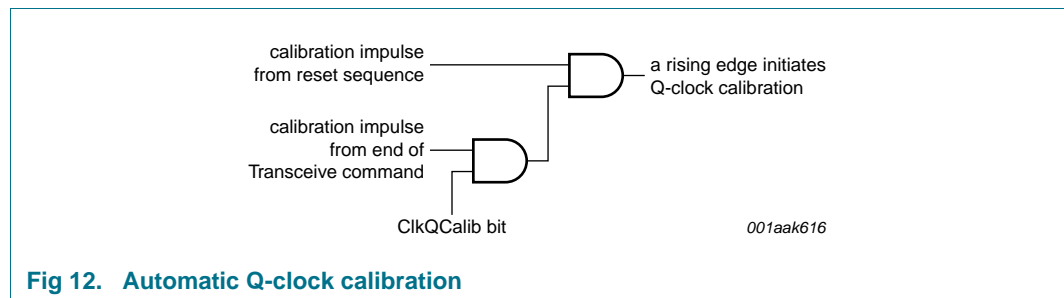 calibration impulse
from reset sequence
a rising edge initiates
Q-clock calibration
calibration impulse
from end of
Transceive command
ClkQCalib bit
001aak616
Fig 12. Automatic Q-clock calibration